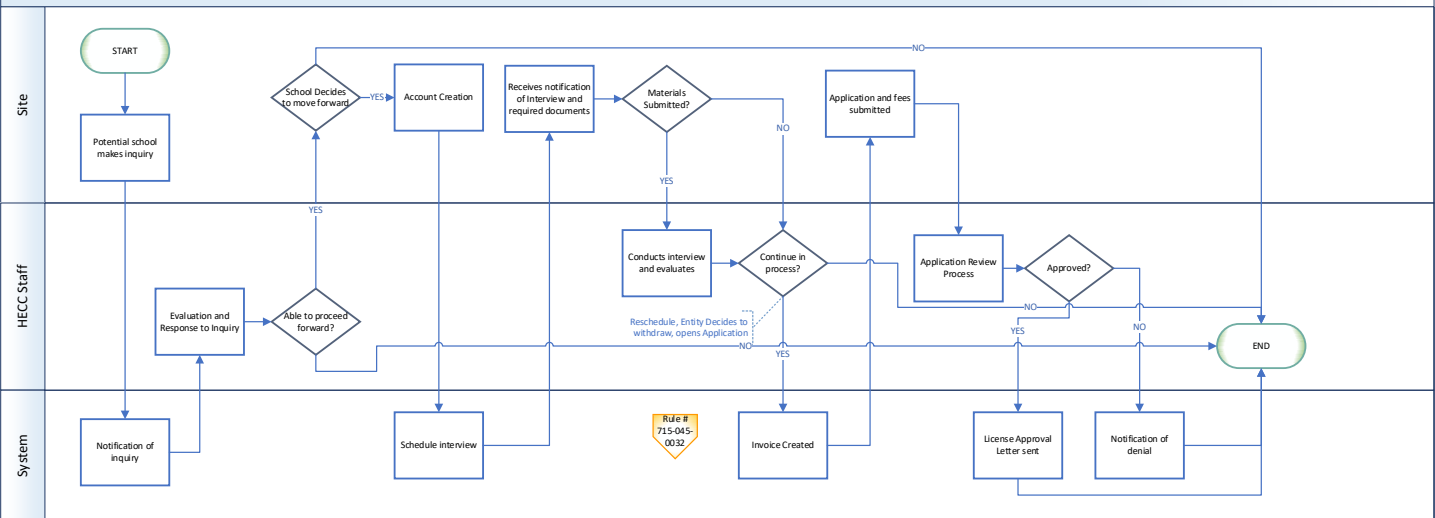 Site
START
Potential school
makes inquiry
School Decides
to move forward
YES
Account Creation
Receives notification
of Interview and
required documents
Materials
Submitted?
NO
YES
Application and fees
submitted
NO
HECC Staff
YES
Evaluation and
Response to Inquiry
Able to proceed
forward?
Conducts interview
and evaluates
Continue in
process?
Reschedule, Entity Decides to
withdraw, opens Application
NO
YES
Application Review
Process
Approved?
NO
YES
NO
END
System
Notification of
inquiry
Schedule interview
Rule #
715-045-
0032
Invoice Created
License Approval
Letter sent
Notification of
denial